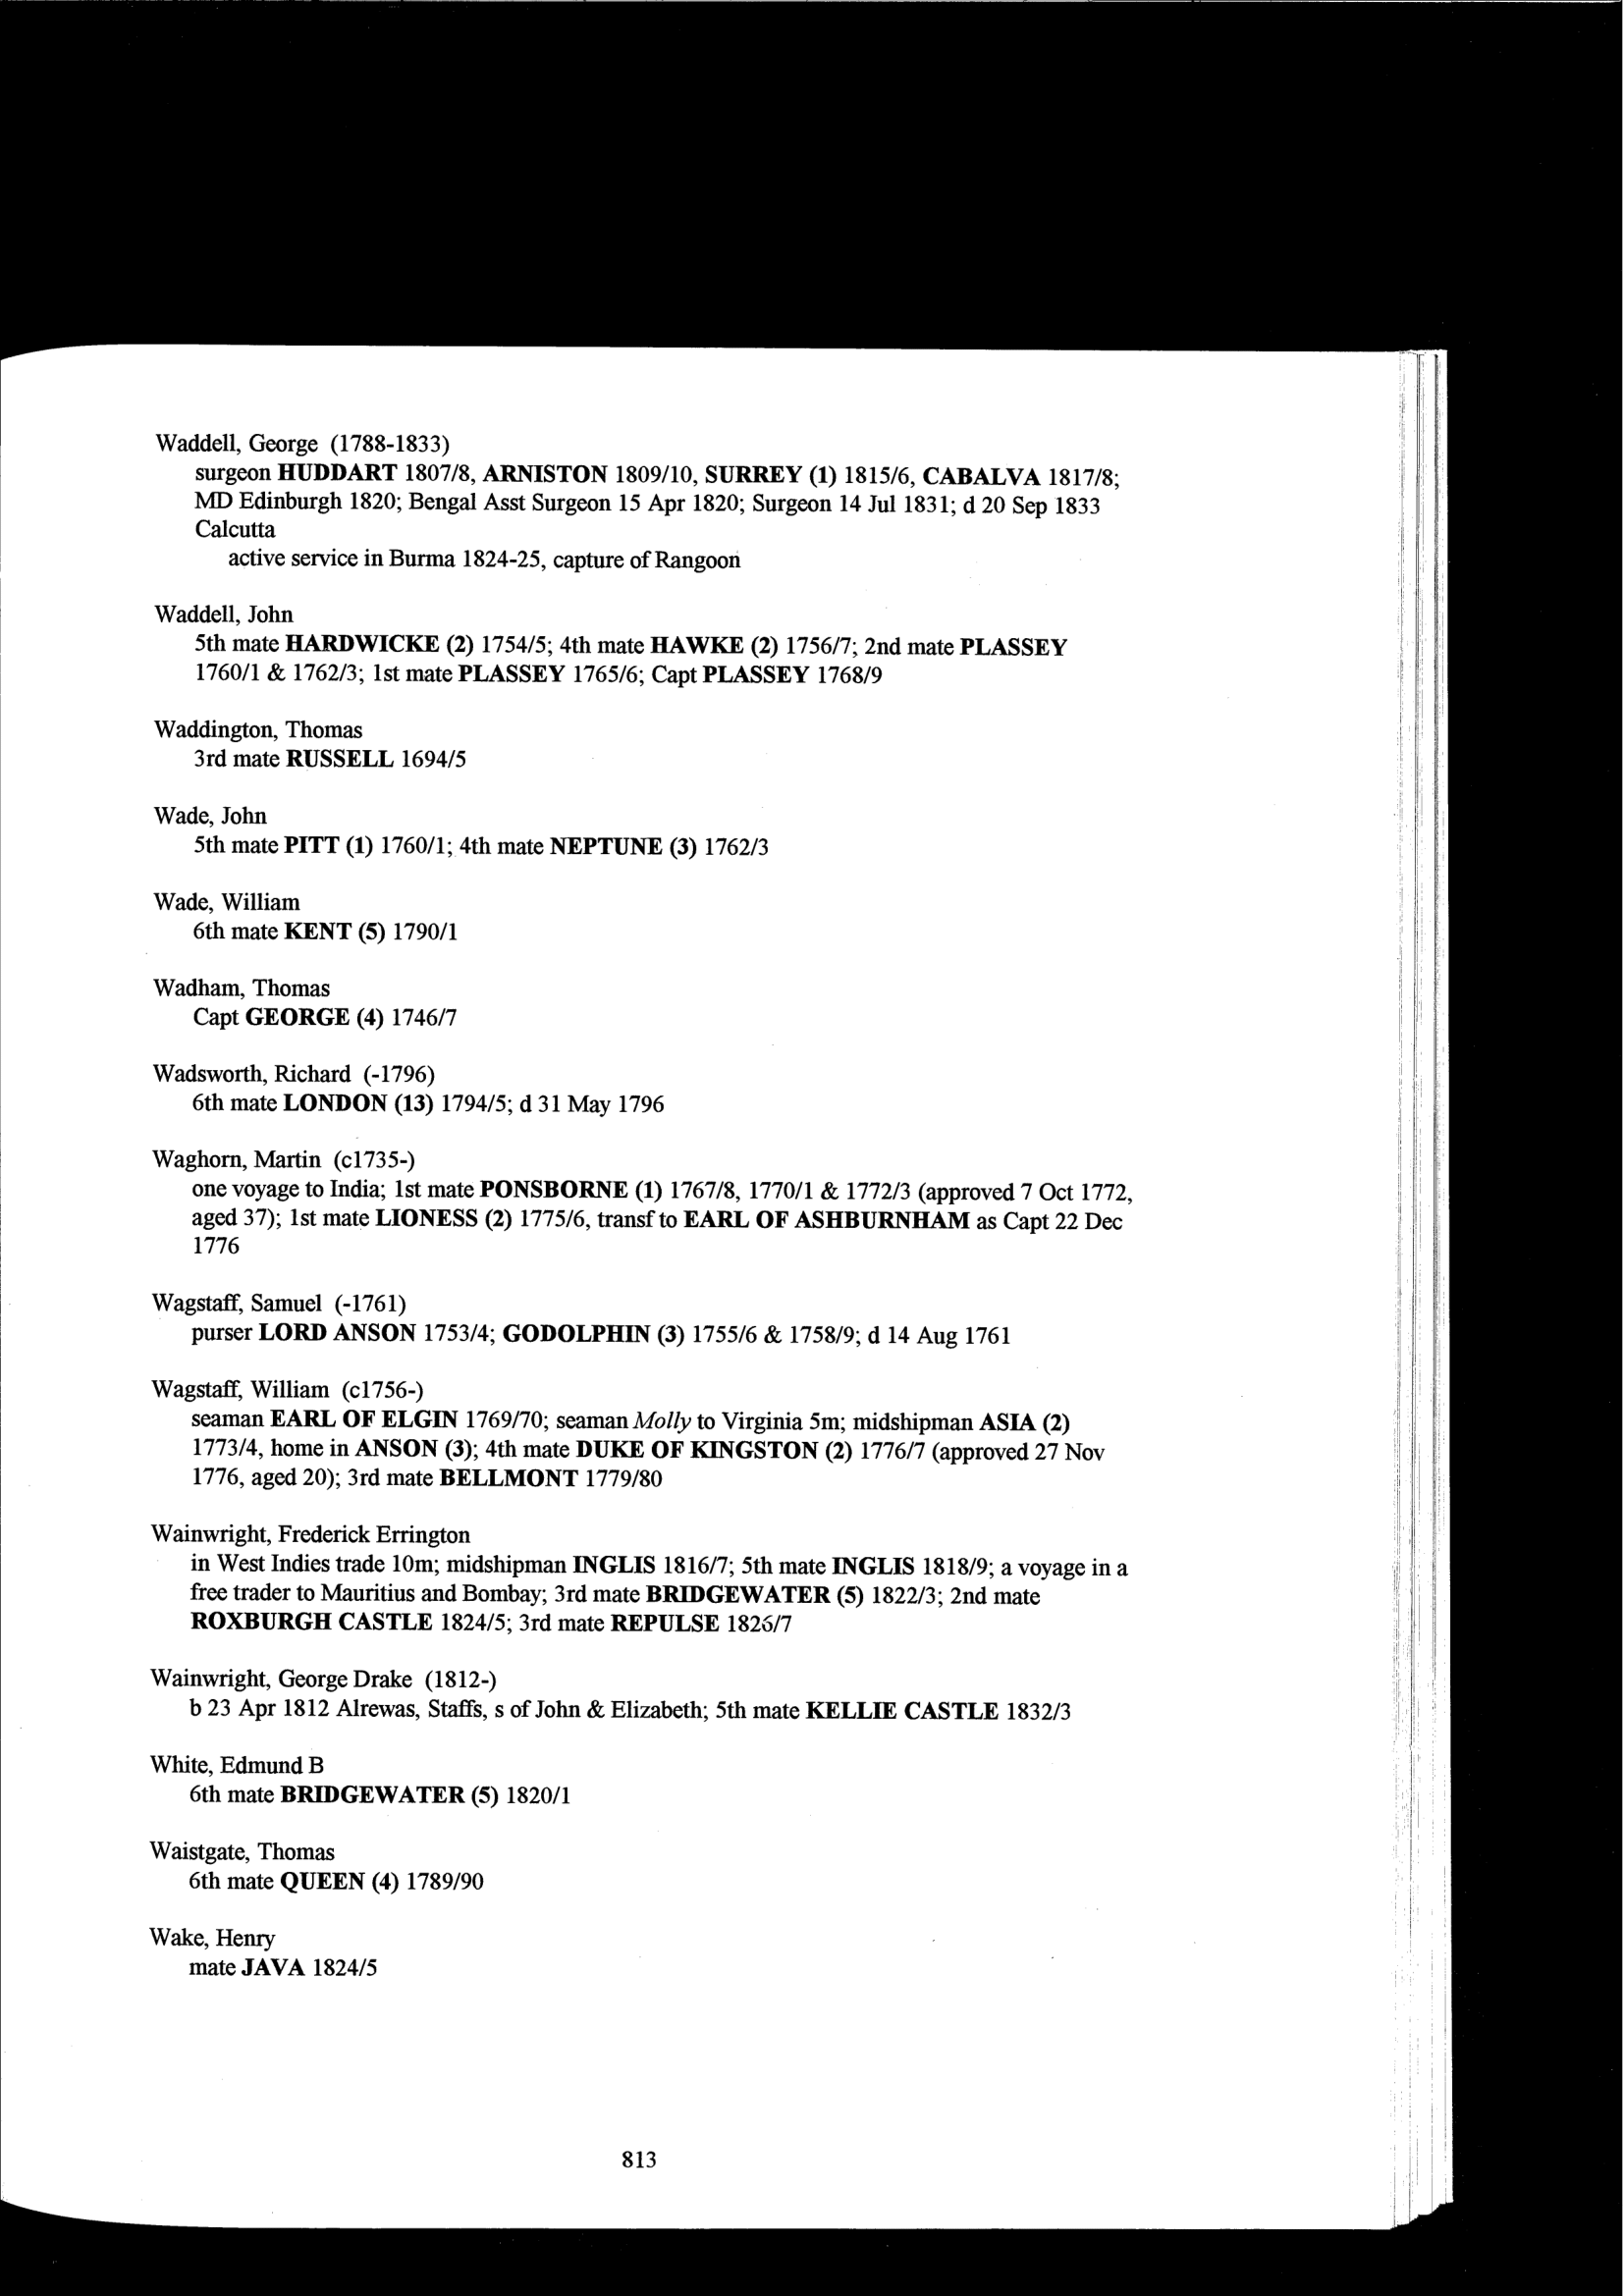 Waddell, George (1788-1833)
surgeon HUDDART 1807/8, ARNISTON 1809/10, SURREY (1) 1815/6, CABALVA 1817/8;
MD Edinburgh 1820; Bengal Asst Surgeon 15 Apr 1820; Surgeon 14 Jul 1831; d 20 Sep 1833
Calcutta
active service in Burma 1824-25, capture of Rangoon
Waddell, John
5th mate HARDWICKE (2) 1754/5; 4th mate HAWKE (2) 1756/7; 2nd mate PLASSEY
1760/1 & 1762/3; 1st mate PLASSEY 1765/6; Capt PLASSEY 1768/9
Waddington, Thomas
3rd mate RUSSELL 1694/5
Wade, John
5th mate PITT (1) 1760/1; 4th mate NEPTUNE (3) 1762/3
Wade, William
6th mate KENT (5) 1790/1
Wadham, Thomas
Capt GEORGE (4) 1746/7
Wadsworth, Richard (-1796)
6th mate LONDON (13) 1794/5; d 31 May 1796
Waghorn, Martin (c1735-)
one voyage to India; 1st mate PONSBORNE (1) 1767/8, 1770/1 & 1772/3 (approved 7 Oct 1772,
aged 37); 1st mate LIONESS (2) 1775/6, transf to EARL OF ASHBURNHAM as Capt 22 Dec
1776
Wagstaff, Samuel (-1761)
purser LORD ANSON 1753/4; GODOLPHIN (3) 1755/6 & 1758/9; d 14 Aug 1761
Wagstaff, William (c1756-)
seaman EARL OF ELGIN 1769/70; seaman Molly to Virginia 5m; midshipman ASIA (2)
1773/4, home in ANSON (3); 4th mate DUKE OF KINGSTON (2) 1776/7 (approved 27 Nov
1776, aged 20); 3rd mate BELLMONT 1779/80
Wainwright, Frederick Errington
in West Indies trade 10m; midshipman INGLIS 1816/7; 5th mate INGLIS 1818/9; a voyage in a
free trader to Mauritius and Bombay; 3rd mate BRIDGEWATER (5) 1822/3; 2nd mate
ROXBURGH CASTLE 1824/5; 3rd mate REPULSE 1826/7
Wainwright, George Drake (1812-)
b 23 Apr 1812 Alrewas, Staffs, s of John & Elizabeth; 5th mate KELLIE CASTLE 1832/3
White, Edmund B
6th mate BRIDGEWATER (5) 1820/1
Waistgate, Thomas
6th mate QUEEN (4) 1789/90
Wake, Henry
mate JAVA 1824/5
813